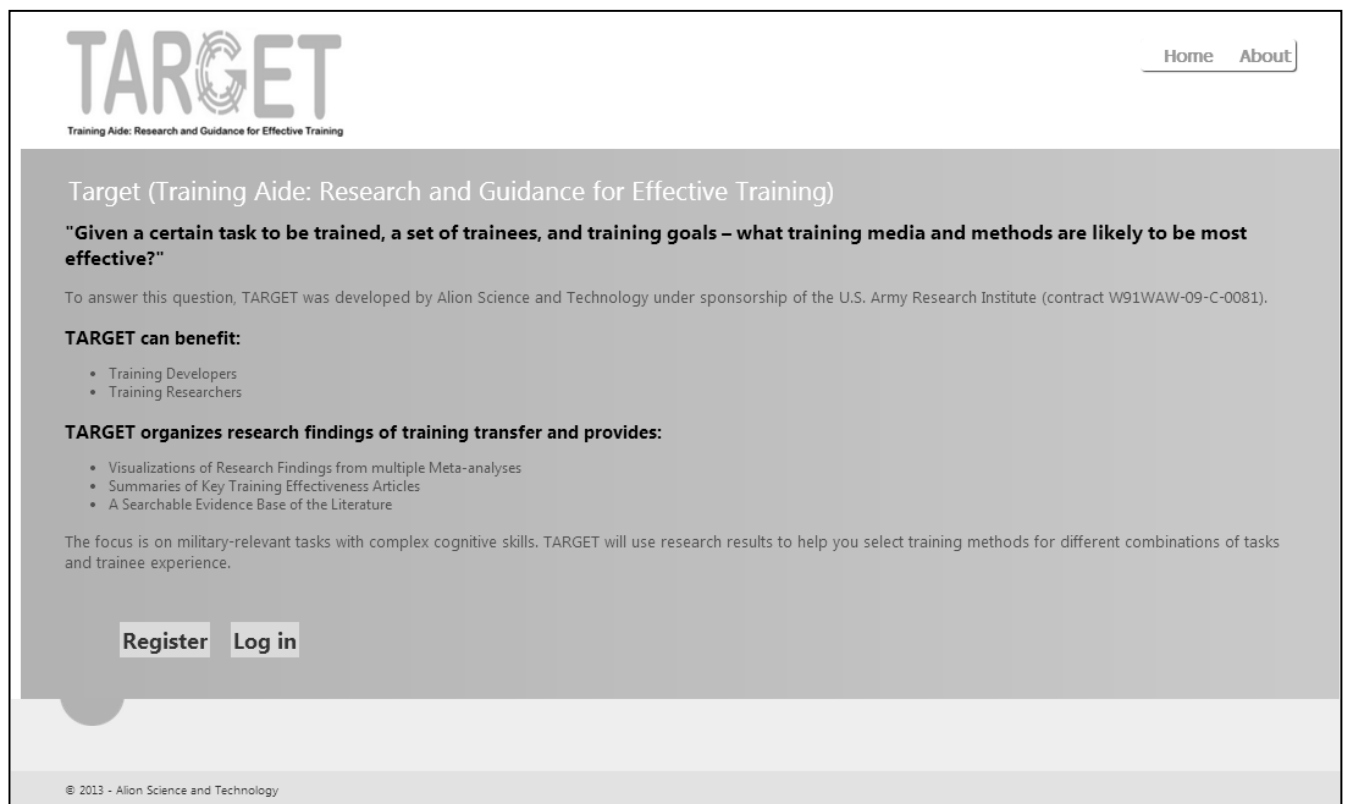 TARGET
Training Aide: Research and Guidance for Effective Training
Home About
Target (Training Aide: Research and Guidance for Effective Training)
"Given a certain task to be trained, a set of trainees, and training goals – what training media and methods are likely to be most
effective?"
To answer this question, TARGET was developed by Alion Science and Technology under sponsorship of the U.S. Army Research Institute (contract W91WAW-09-C-0081).
TARGET can benefit:
• Training Developers
• Training Researchers
TARGET organizes research findings of training transfer and provides:
• Visualizations of Research Findings from multiple Meta-analyses
• Summaries of Key Training Effectiveness Articles
• A Searchable Evidence Base of the Literature
The focus is on military-relevant tasks with complex cognitive skills. TARGET will use research results to help you select training methods for different combinations of tasks
and trainee experience.
Register Log in
© 2013 - Alion Science and Technology